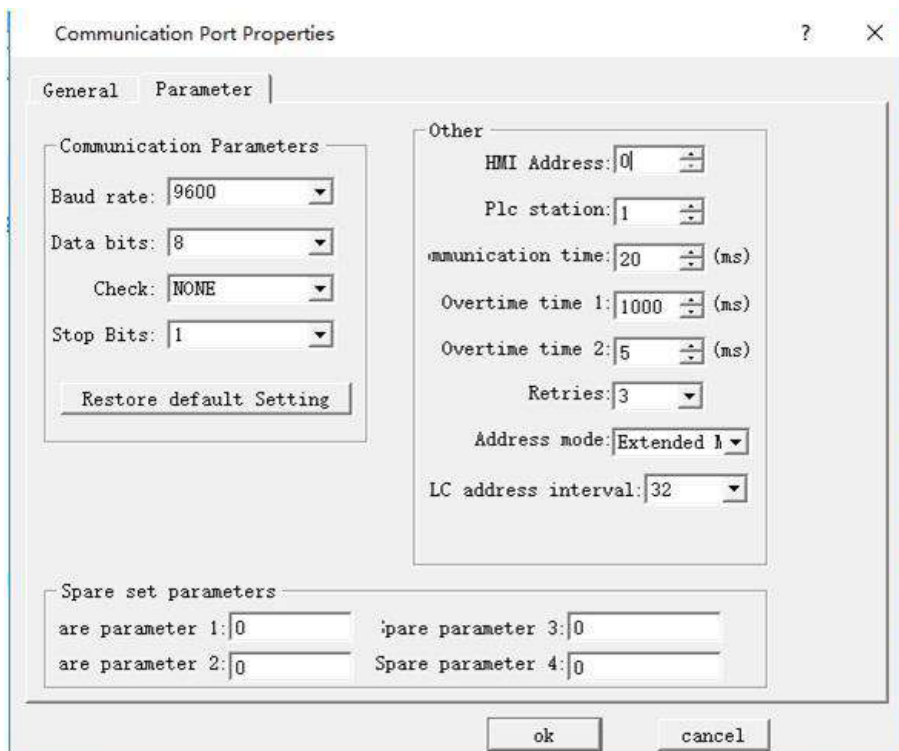 Communication Port Properties ? ×
General Parameter
Communication Parameters
Baud rate: 9600
Data bits: 8
Check: NONE
Stop Bits: 1
Restore default Setting
Other
HMI Address: 0
Plc station: 1
mmunication time: 20 (ms)
Overtime time 1: 1000 (ms)
Overtime time 2: 5 (ms)
Retries: 3
Address mode: Extended M
LC address interval: 32
Spare set parameters
are parameter 1: 0 pare parameter 3: 0
are parameter 2: 0 Spare parameter 4: 0
ok cancel